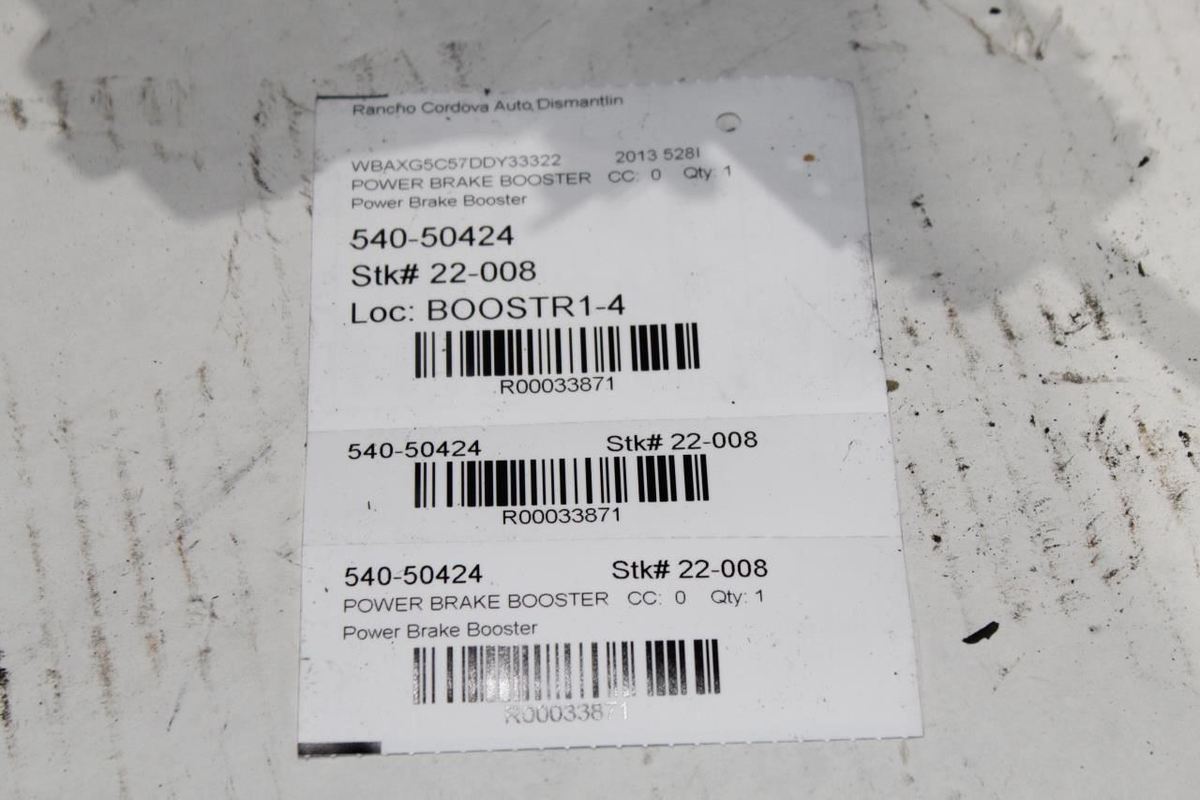 Rancho Cordova Auto Dismantlin
WBAXG5C57DDY33322 2013 528I
POWER BRAKE BOOSTER CC: 0 Qty: 1
Power Brake Booster
540-50424
Stk# 22-008
Loc: BOOSTR1-4
R00033871
540-50424 Stk# 22-008
R00033871
540-50424 Stk# 22-008
POWER BRAKE BOOSTER CC: 0 Qty: 1
Power Brake Booster
R00033871